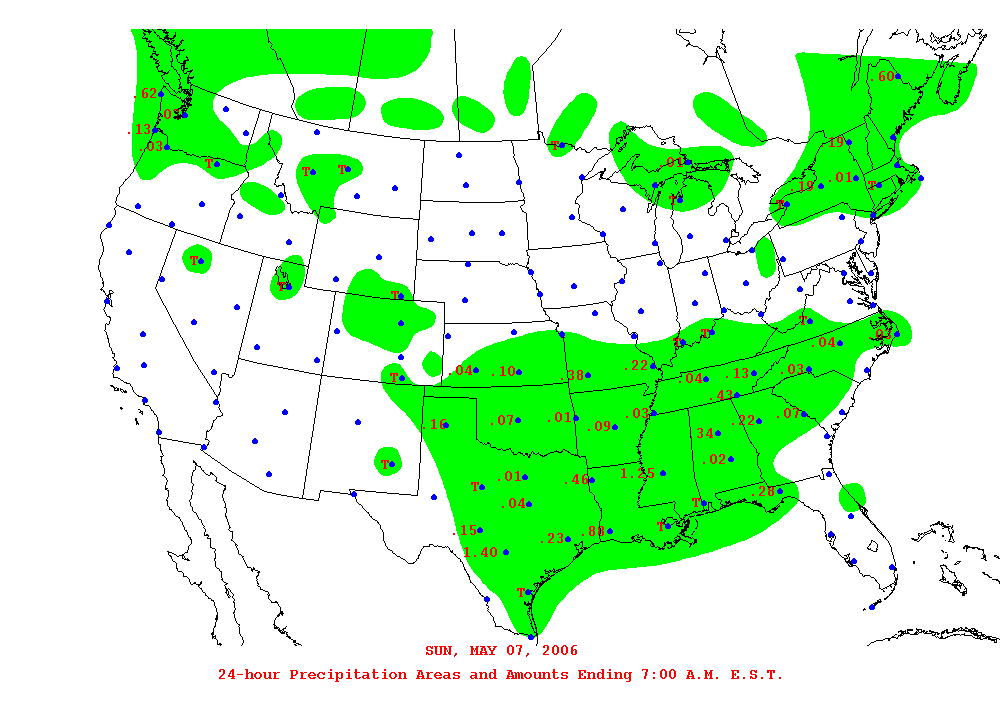 .60
.62
.03
.13
.19
.03
T
.01
T
T
T
.01
T
.19
T
T
T
T
T
T
T
T
.03
T
T
.04
.22
.04
.10
.38
.13
.03
.04
T
.43
.16
.07
.01
.09
.03
.22
.07
.34
.02
T
1.25
.01
.46
T
.28
.04
T
T
.15
.88
.23
1.40
T
SUN, MAY 07, 2006
24-hour Precipitation Areas and Amounts Ending 7:00 A.M. E.S.T.